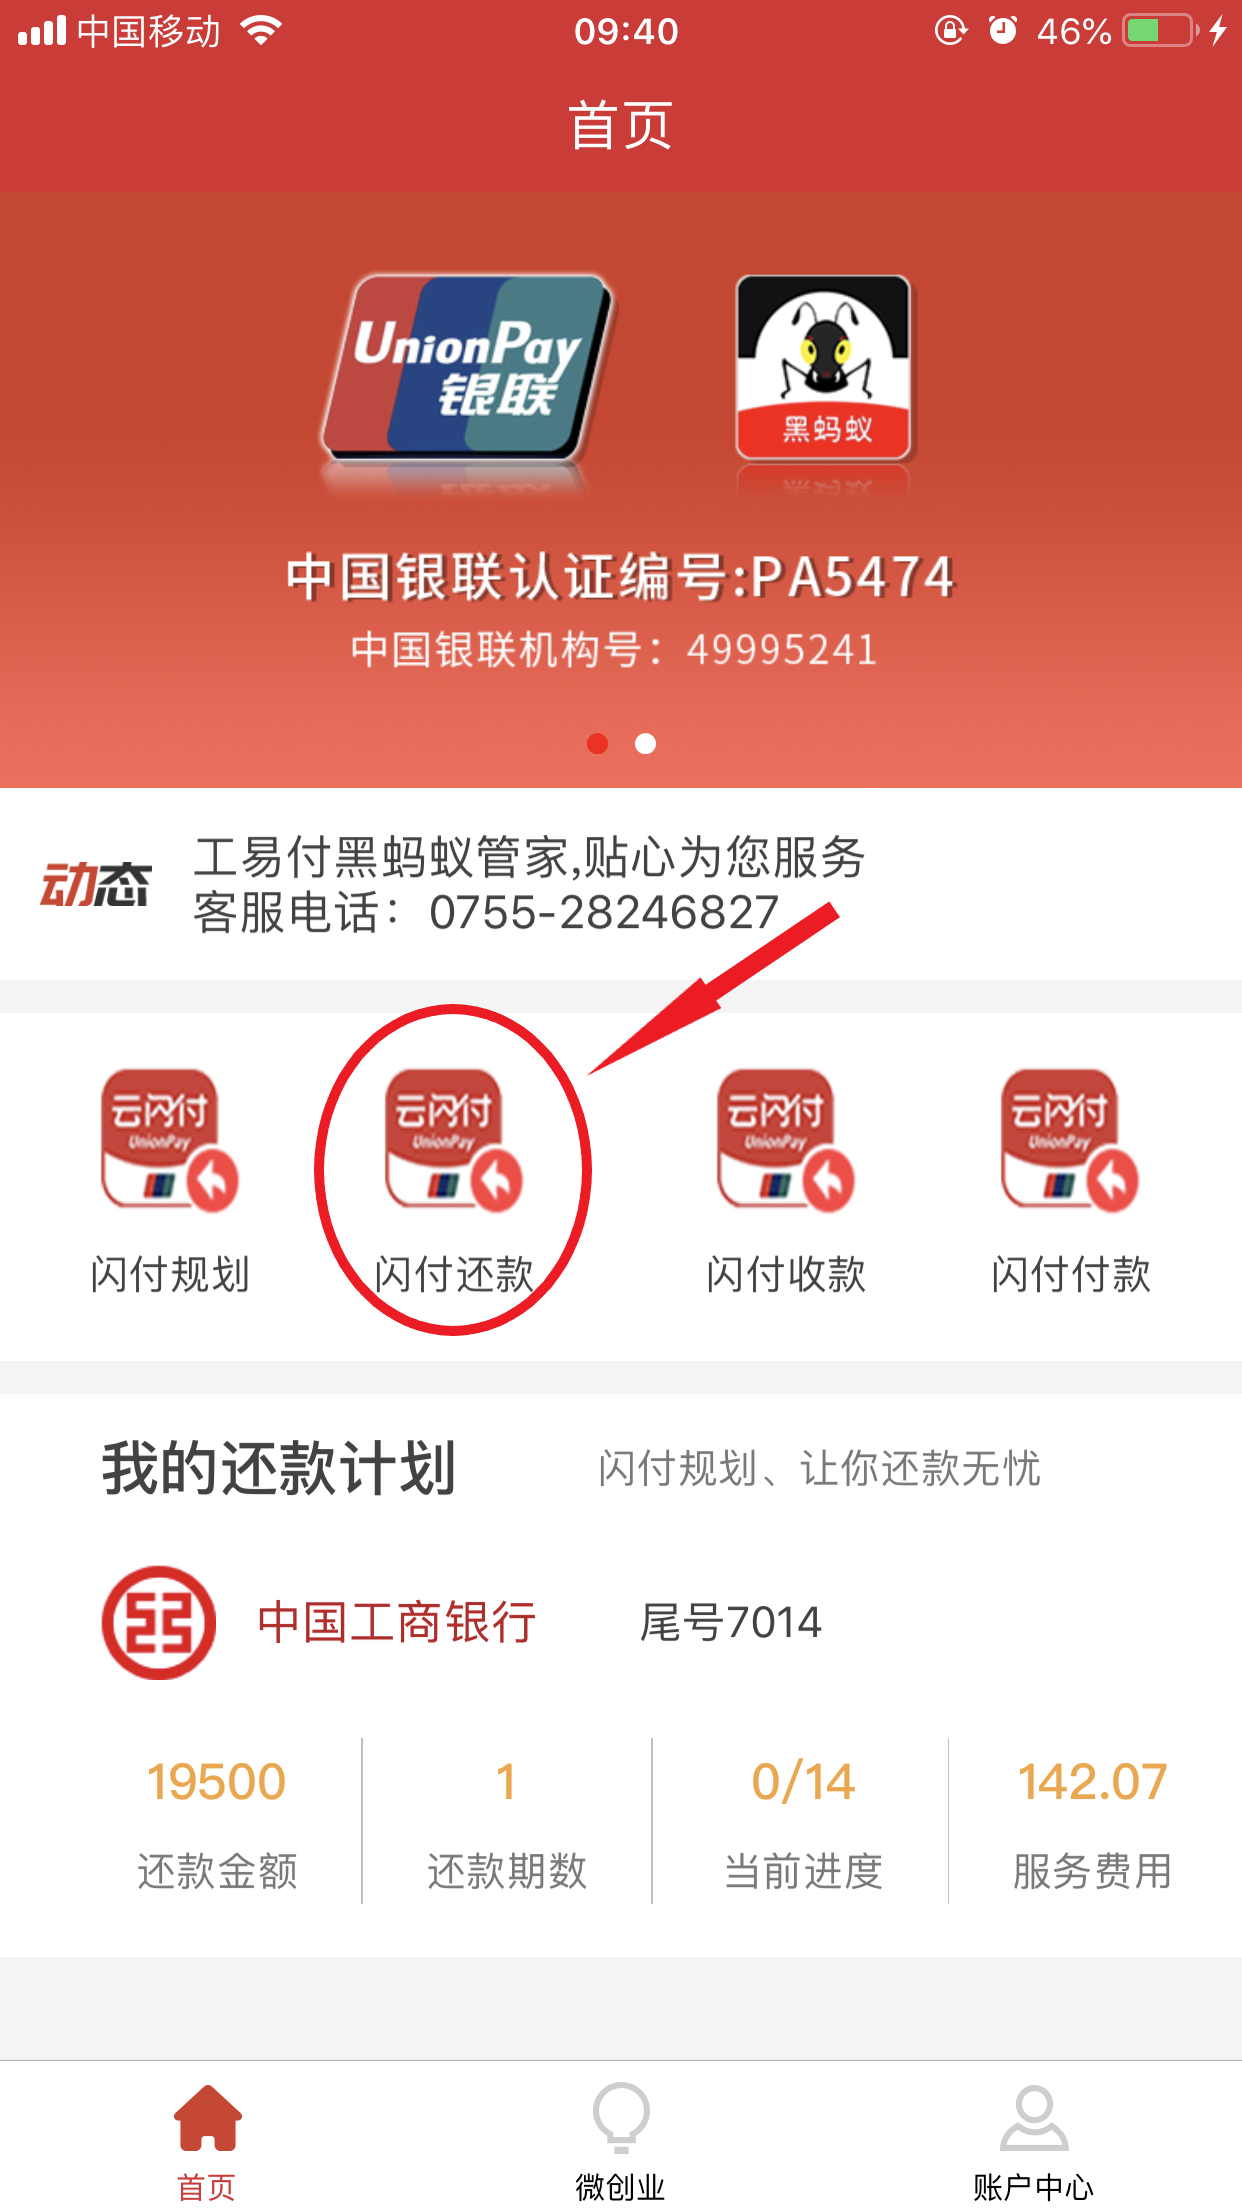 中国移动 09:40 46%
首页
UnionPay
银联
黑蚂蚁
中国银联认证编号:PA5474
中国银联机构号：49995241
动态
工易付黑蚂蚁管家,贴心为您服务
客服电话：0755-28246827
云闪付 云闪付 云闪付 云闪付
UnionPay UnionPay UnionPay UnionPay
闪付规划 闪付还款 闪付收款 闪付付款
我的还款计划 闪付规划、让你还款无忧
中国工商银行 尾号7014
19500 1 0/14 142.07
还款金额 还款期数 当前进度 服务费用
首页 微创业 账户中心